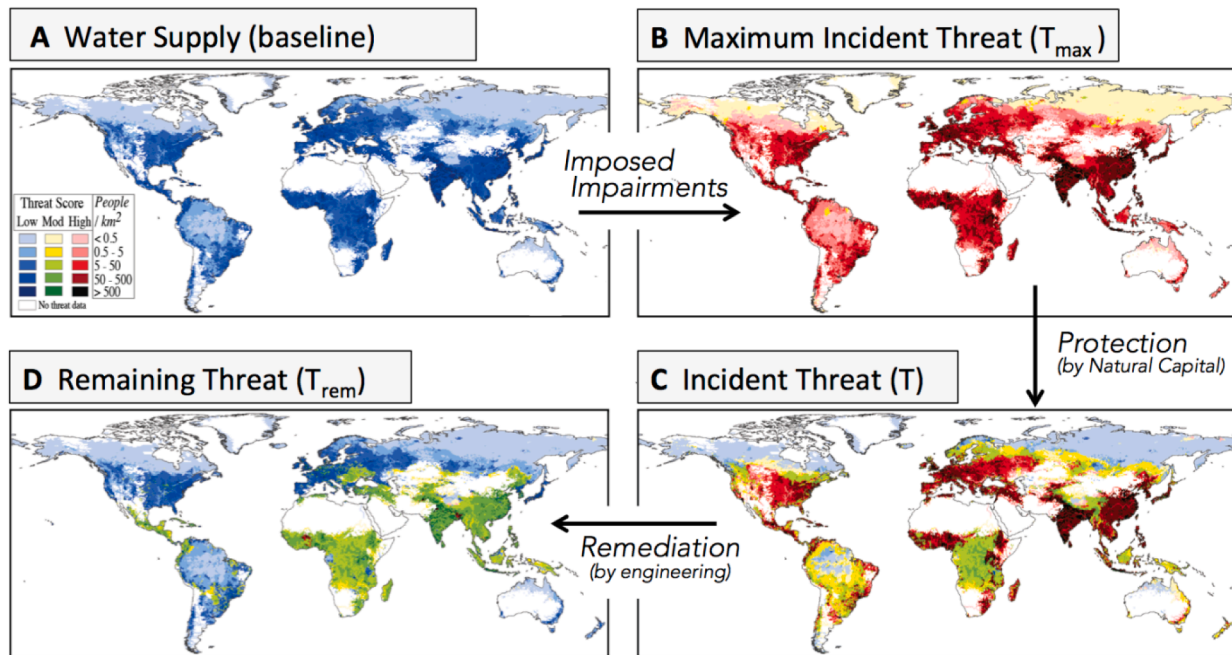 A Water Supply (baseline)
B Maximum Incident Threat (Tmax)
Imposed
Impairments
Threat Score People
Low Mod High / km2
< 0.5
0.5 - 5
5 - 50
50 - 500
> 500
No threat data
Protection
(by Natural Capital)
D Remaining Threat (Trem)
C Incident Threat (T)
Remediation
(by engineering)